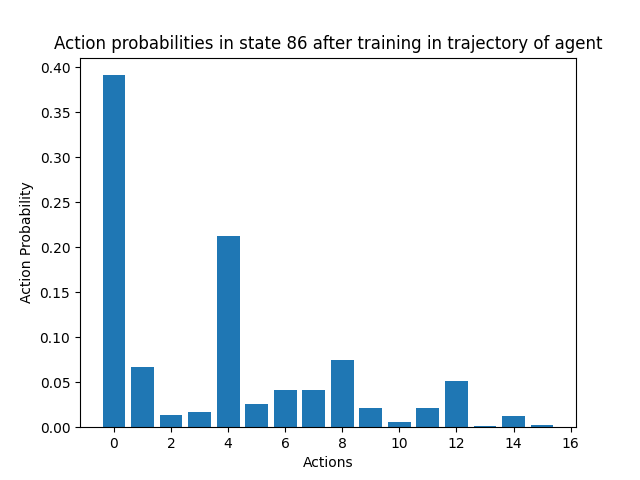 Action probabilities in state 86 after training in trajectory of agent
0.40
0.35
0.30
0.25
0.20
0.15
0.10
0.05
0.00
Action Probability
0 2 4 6 8 10 12 14 16
Actions